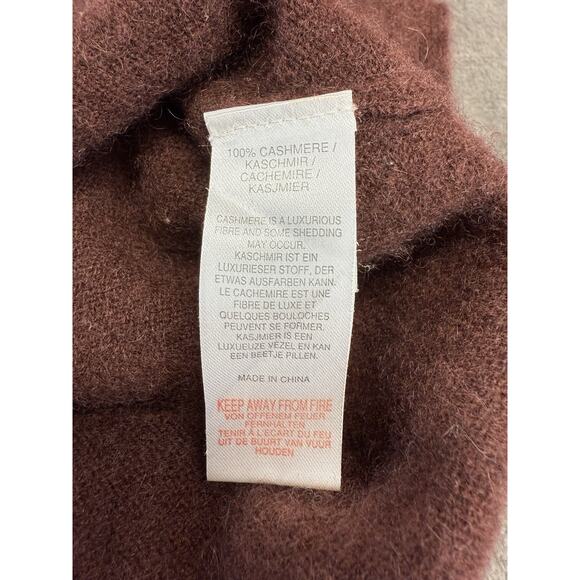 100% CASHMERE /
KASCHMIR /
CACHEMIRE /
KASJMIER
CASHMERE IS A LUXURIOUS
FIBRE AND SOME SHEDDING
MAY OCCUR.
KASCHMIR IST EIN
LUXURIESER STOFF, DER
ETWAS AUSFARBEN KANN.
LE CACHEMIRE EST UNE
FIBRE DE LUXE ET
QUELQUES BOULOCHES
PEUVENT SE FORMER.
KASJMIER IS EEN
LUXUEUZE VEZEL EN KAN
EEN BEETJE PILLEN.
MADE IN CHINA
KEEP AWAY FROM FIRE
VON OFFENEM FEUER
FERNHALTEN
TENIR À L'ÉCART DU FEU
UIT DE BUURT VAN VUUR
HOUDEN